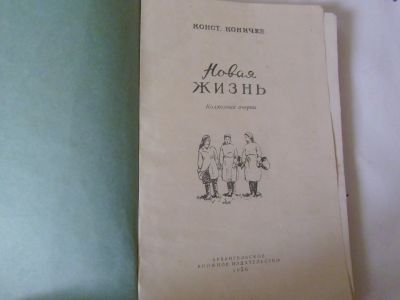 КОНСТ. КОНИЧЕВ
Новая
ЖИЗНЬ
Колхозные очерки
АРХАНГЕЛЬСКОЕ
КНИЖНОЕ ИЗДАТЕЛЬСТВО